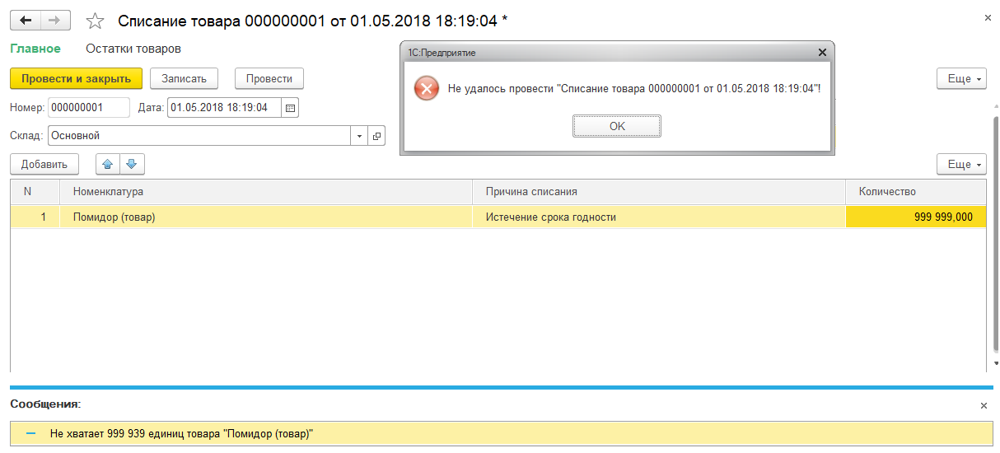 Списание товара 000000001 от 01.05.2018 18:19:04 *
Главное Остатки товаров
1С:Предприятие
Не удалось провести "Списание товара 000000001 от 01.05.2018 18:19:04"!
OK
Провести и закрыть Записать Провести Еще
Номер: 000000001 Дата: 01.05.2018 18:19:04
Склад: Основной
Добавить Еще
N Номенклатура Причина списания Количество
1 Помидор (товар) Истечение срока годности 999 999,000
Сообщения:
Не хватает 999 939 единиц товара "Помидор (товар)"